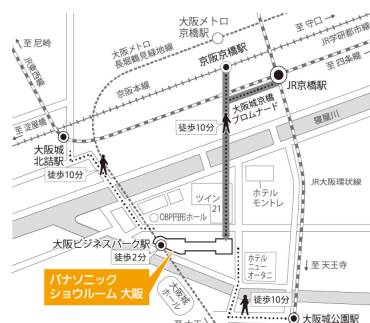 至 尼崎
大阪メトロ
京橋駅
至 守口
大阪メトロ
長堀鶴見緑地線
京阪京橋駅
JR学研都市線
JR東西線
京阪本線
至 四条畷
JR京橋駅
大阪城京橋
プロムナード
至 淀屋橋
徒歩10分
寝屋川
大阪城
北詰駅
徒歩10分
ツイン
21
ホテル
モントレ
JR大阪環状線
OBP円形ホール
大阪ビジネスパーク駅
徒歩2分
ホテル
ニュー
オータニ
至 天王寺
パナソニック
ショウルーム 大阪
大阪城
ホール
徒歩10分
大阪城公園駅